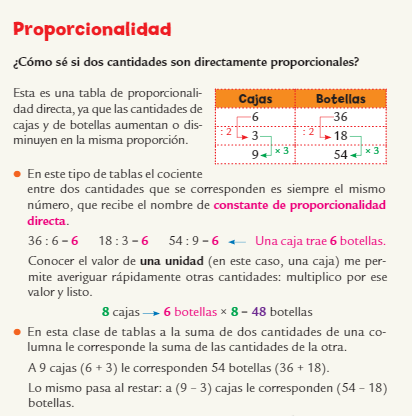 Proporcionalidad
¿Cómo sé si dos cantidades son directamente proporcionales?
Esta es una tabla de proporcionali-
dad directa, ya que las cantidades de
cajas y de botellas aumentan o dis-
minuyen en la misma proporción.
Cajas Botellas
6 36
: 2 : 2
3 18
× 3 × 3
9 54
• En este tipo de tablas el cociente
entre dos cantidades que se corresponden es siempre el mismo
número, que recibe el nombre de constante de proporcionalidad
directa.
36 : 6 = 6 18 : 3 = 6 54 : 9 = 6 ← Una caja trae 6 botellas.
Conocer el valor de una unidad (en este caso, una caja) me per-
mite averiguar rápidamente otras cantidades: multiplico por ese
valor y listo.
8 cajas → 6 botellas × 8 = 48 botellas
• En esta clase de tablas a la suma de dos cantidades de una co-
lumna le corresponde la suma de las cantidades de la otra.
A 9 cajas (6 + 3) le corresponden 54 botellas (36 + 18).
Lo mismo pasa al restar: a (9 – 3) cajas le corresponden (54 – 18)
botellas.